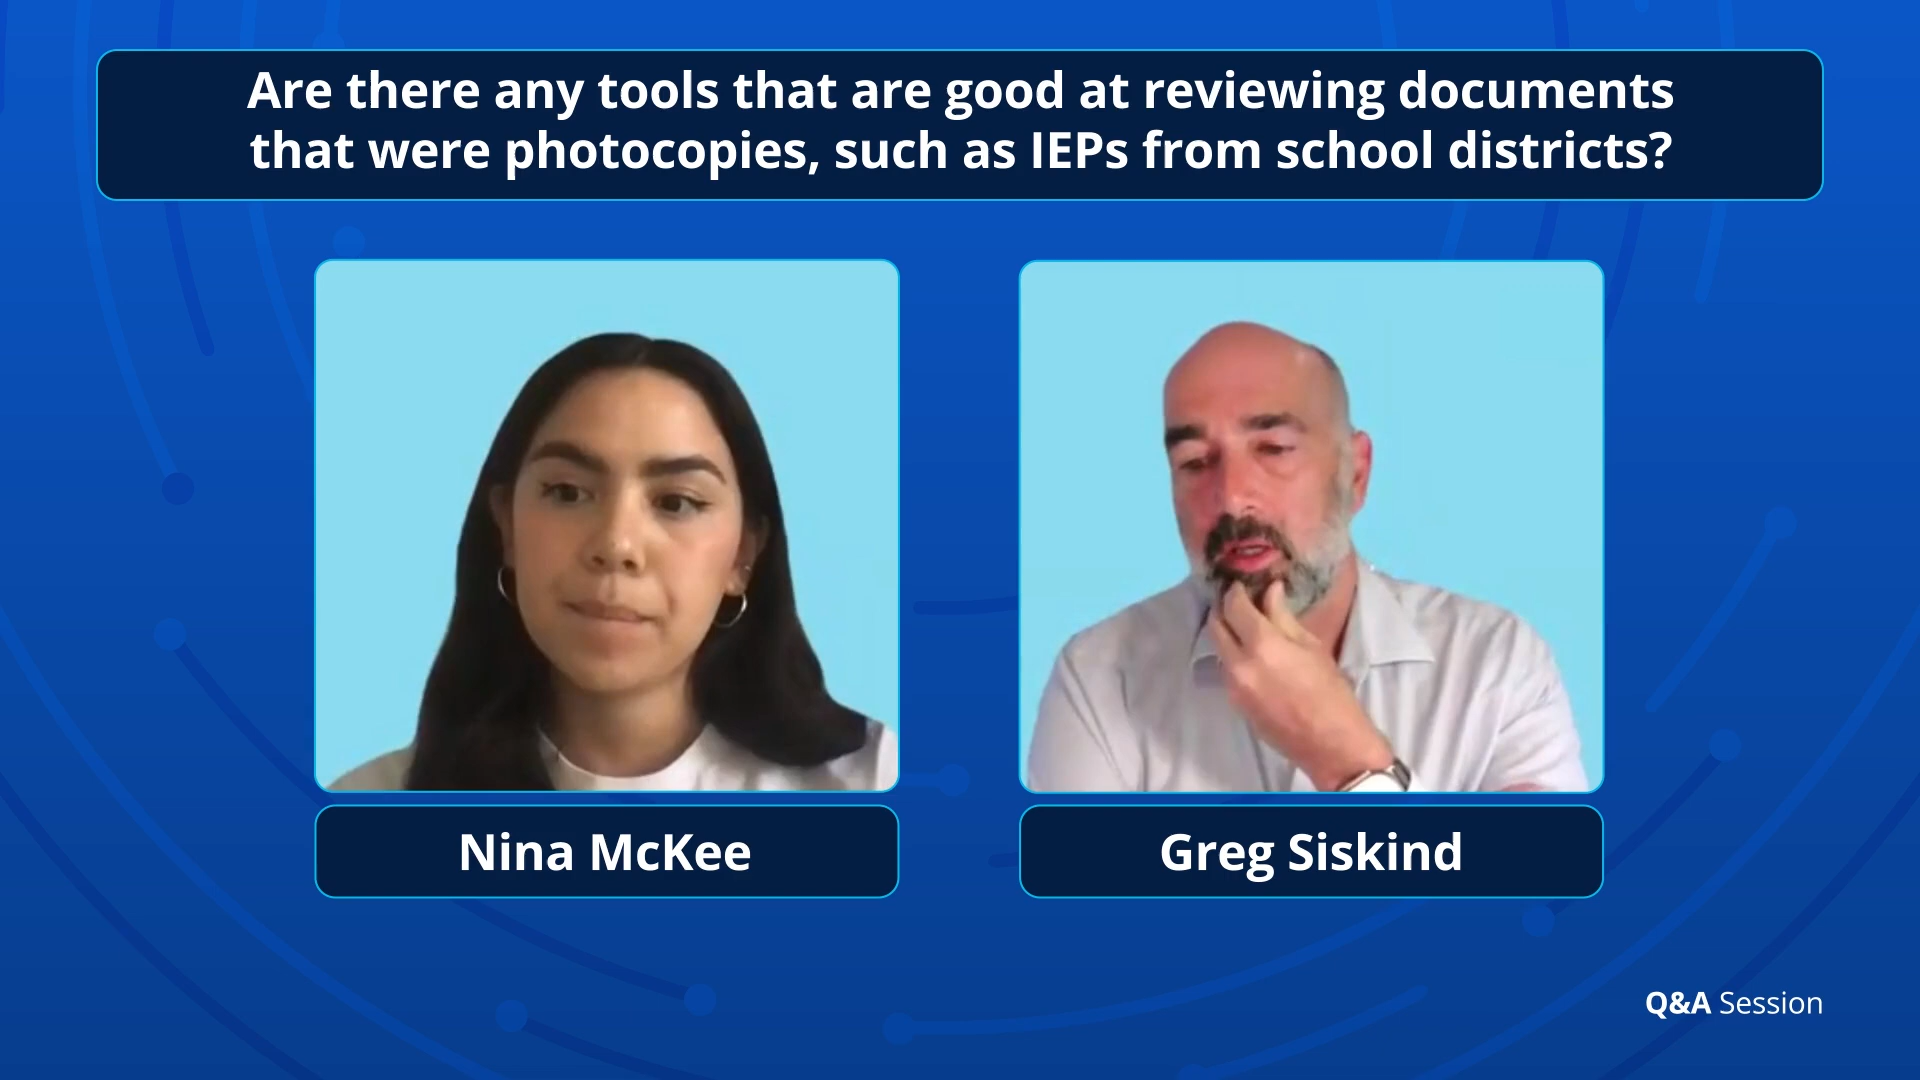 Are there any tools that are good at reviewing documents
that were photocopies, such as IEPs from school districts?
Nina McKee
Greg Siskind
Q&A Session